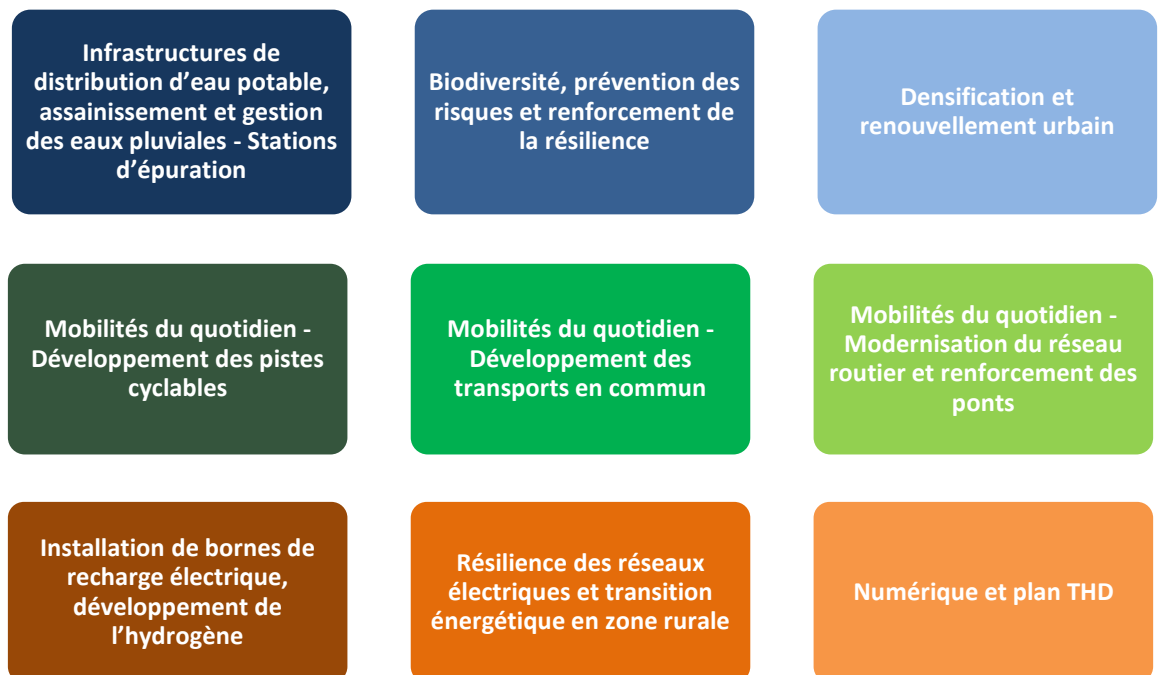 Infrastructures de
distribution d’eau potable,
assainissement et gestion
des eaux pluviales - Stations
d’épuration
Biodiversité, prévention des
risques et renforcement de
la résilience
Densification et
renouvellement urbain
Mobilités du quotidien -
Développement des pistes
cyclables
Mobilités du quotidien -
Développement des
transports en commun
Mobilités du quotidien -
Modernisation du réseau
routier et renforcement des
ponts
Installation de bornes de
recharge électrique,
développement de
l’hydrogène
Résilience des réseaux
électriques et transition
énergétique en zone rurale
Numérique et plan THD